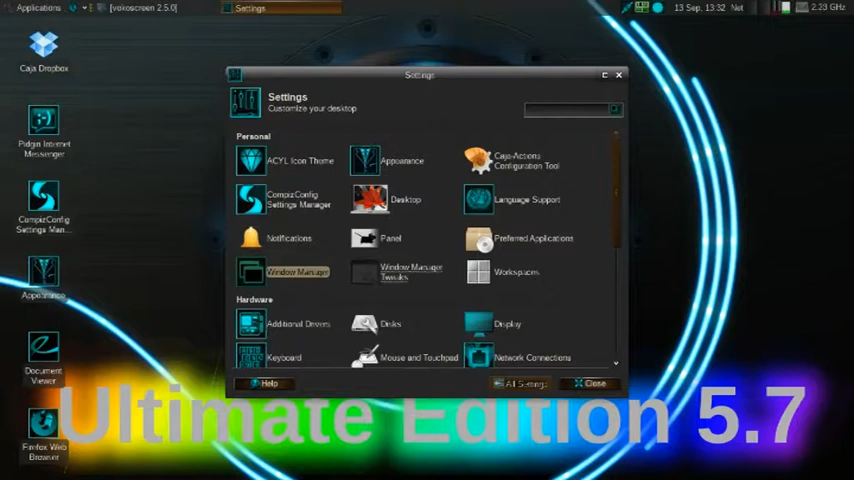 Applications
[vokoscreen 2.5.0]
Settings
13 Sep, 13:32 Net
2.23 GHz
Caja Dropbox
Pidgin Internet
Messenger
CompizConfig
Settings Man...
Appearance
Document
Viewer
Firefox Web
Browser
Settings
Settings
Customize your desktop
Personal
ACYL Icon Theme
Appearance
Caja-Actions
Configuration Tool
CompizConfig
Settings Manager
Desktop
Language Support
Notifications
Panel
Preferred Applications
Window Manager
Window Manager
Tweaks
Workspaces
Hardware
Additional Drivers
Disks
Display
Keyboard
Mouse and Touchpad
Network Connections
Help
All Settings
Close
Ultimate Edition 5.7